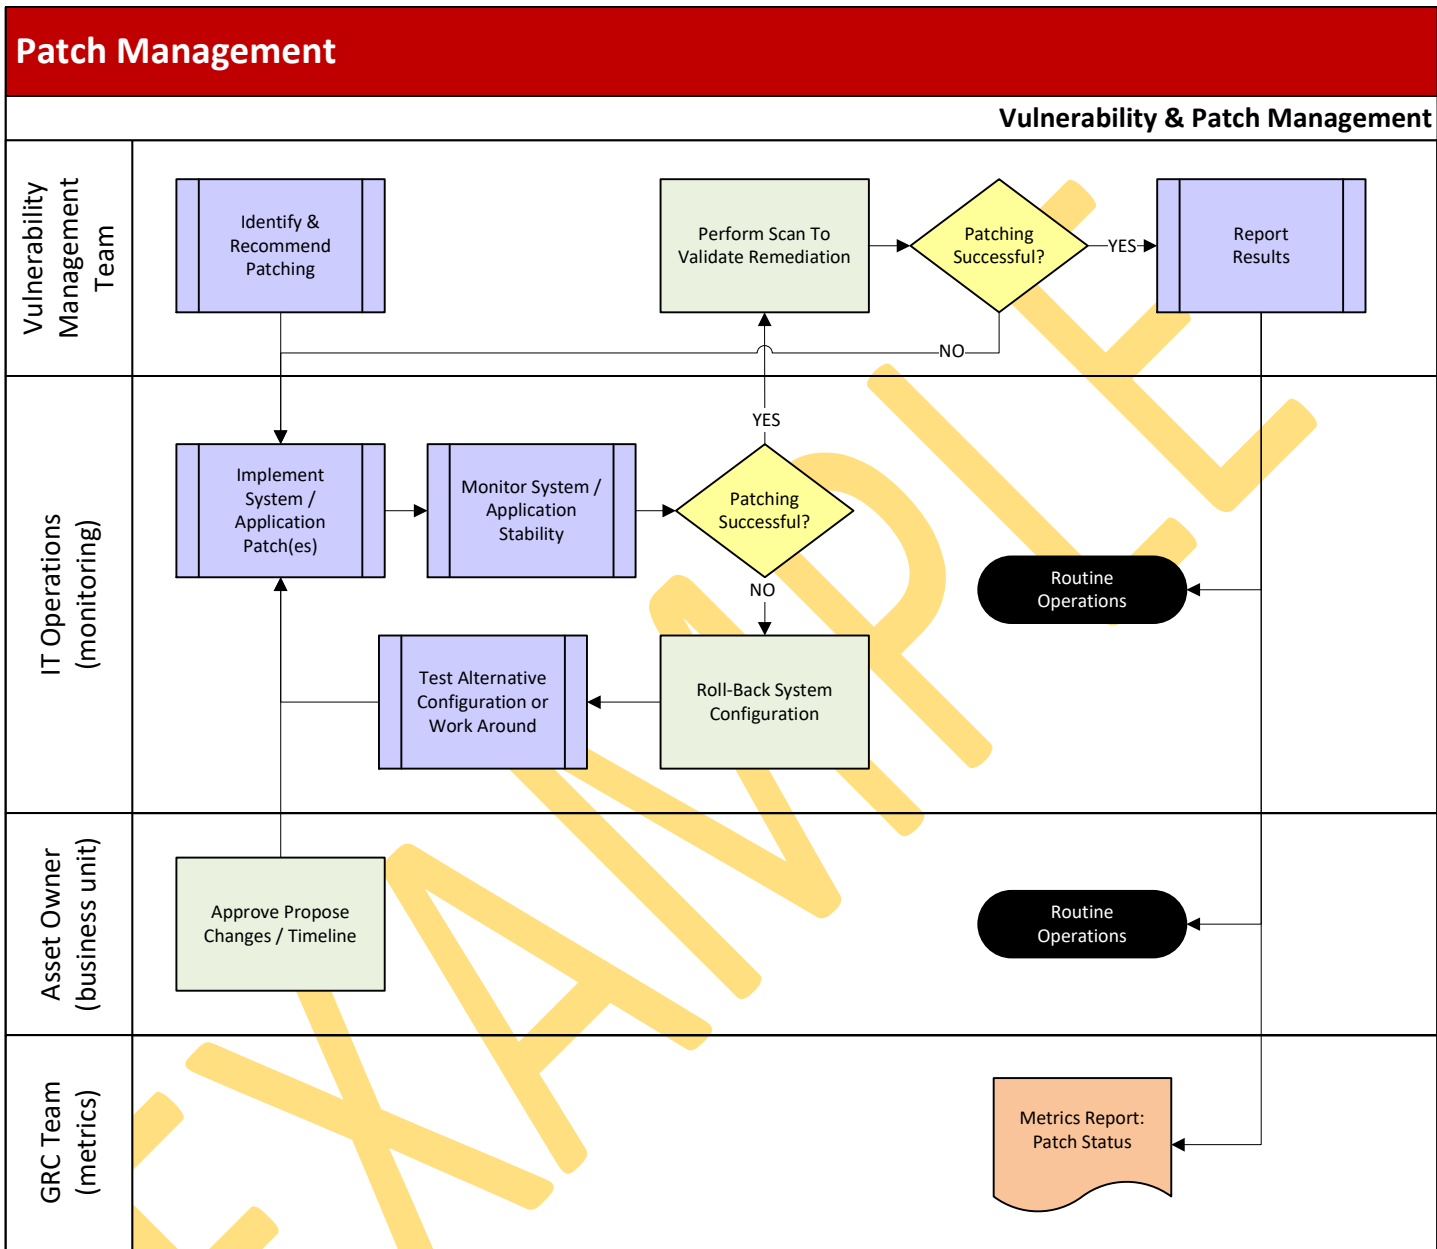 Patch Management
Vulnerability & Patch Management
Vulnerability
Management
Team
Identify &
Recommend
Patching
Perform Scan To
Validate Remediation
Patching
Successful?
YES
Report
Results
NO
IT Operations
(monitoring)
YES
Implement
System /
Application
Patch(es)
Monitor System /
Application
Stability
Patching
Successful?
NO
Routine
Operations
Test Alternative
Configuration or
Work Around
Roll-Back System
Configuration
Asset Owner
(business unit)
Approve Propose
Changes / Timeline
Routine
Operations
GRC Team
(metrics)
Metrics Report:
Patch Status
EXAMPLE